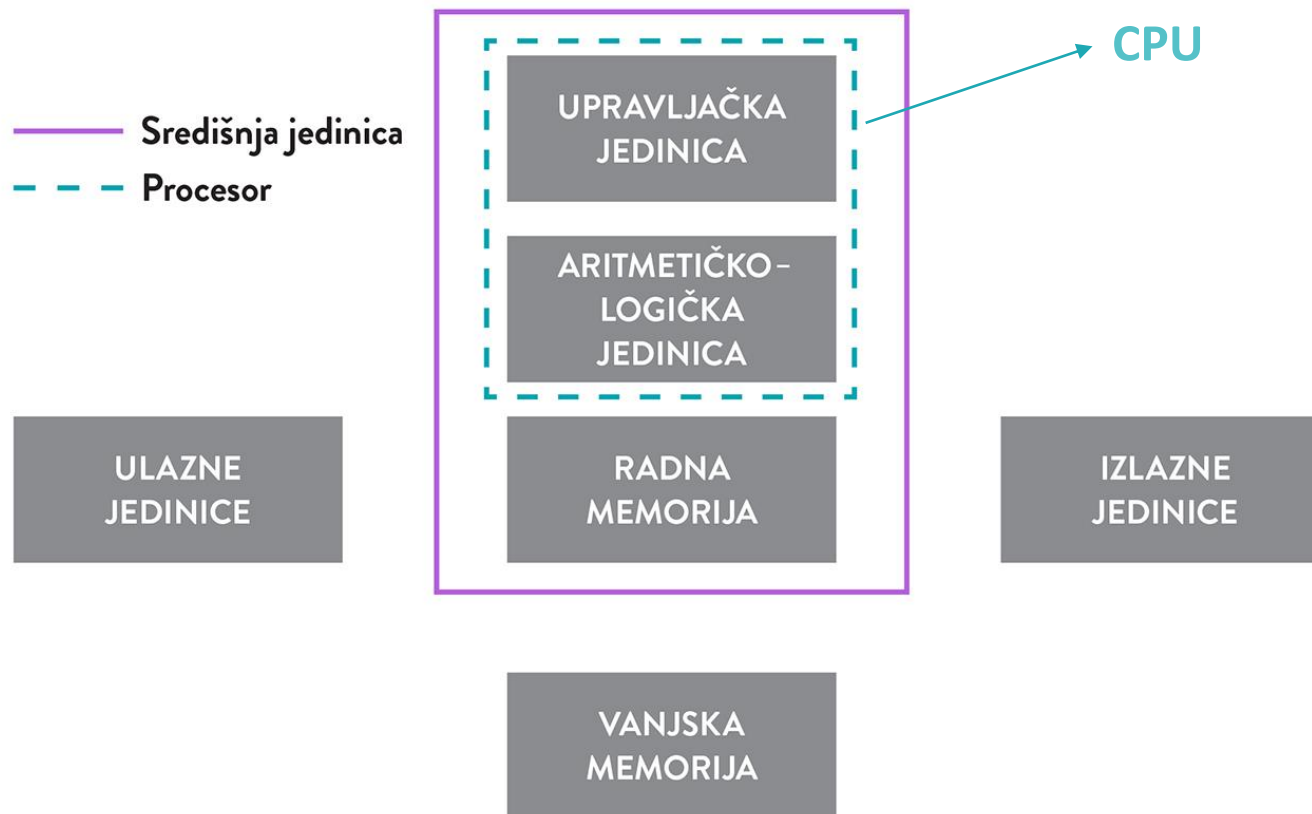 CPU
UPRAVLJAČKA
JEDINICA
Središnja jedinica
Procesor
ARITMETIČKO–
LOGIČKA
JEDINICA
ULAZNE
JEDINICE
RADNA
MEMORIJA
IZLAZNE
JEDINICE
VANJSKA
MEMORIJA